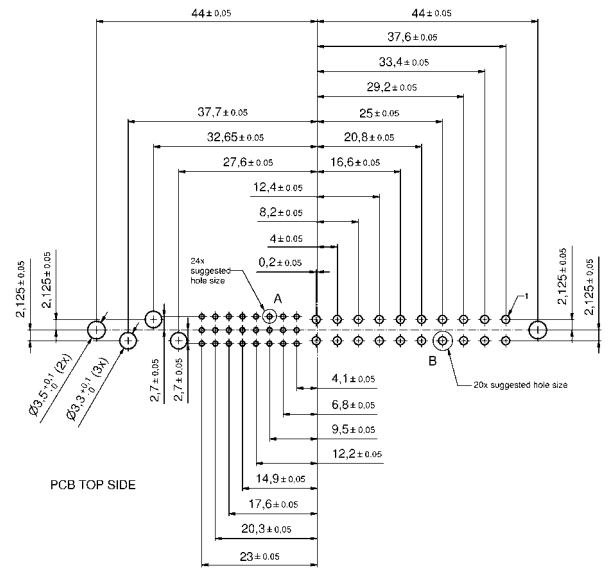 44±0,05 44±0.05
37,6±0.05
33,4±0.05
29,2±0.05
37,7±0.05 25±0.05
32,65±0.05 20,8±0.05
27,6±0.05 16,6±0.05
12,4±0.05
8,2±0.05
4±0.05
24x
suggested
hole size
0,2±0.05
2,125±0.05
2,125±0.05
2,125±0.05
2,125±0.05
A
1
B
Ø3,5 +0.1 -0 (2x)
Ø3,3 +0.1 -0 (3x)
2,7±0.05
2,7±0.05
20x suggested hole size
4,1±0,05
6,8±0,05
9,5±0,05
12,2±0.05
PCB TOP SIDE
14,9±0.05
17,6±0.05
20,3±0.05
23±0.05